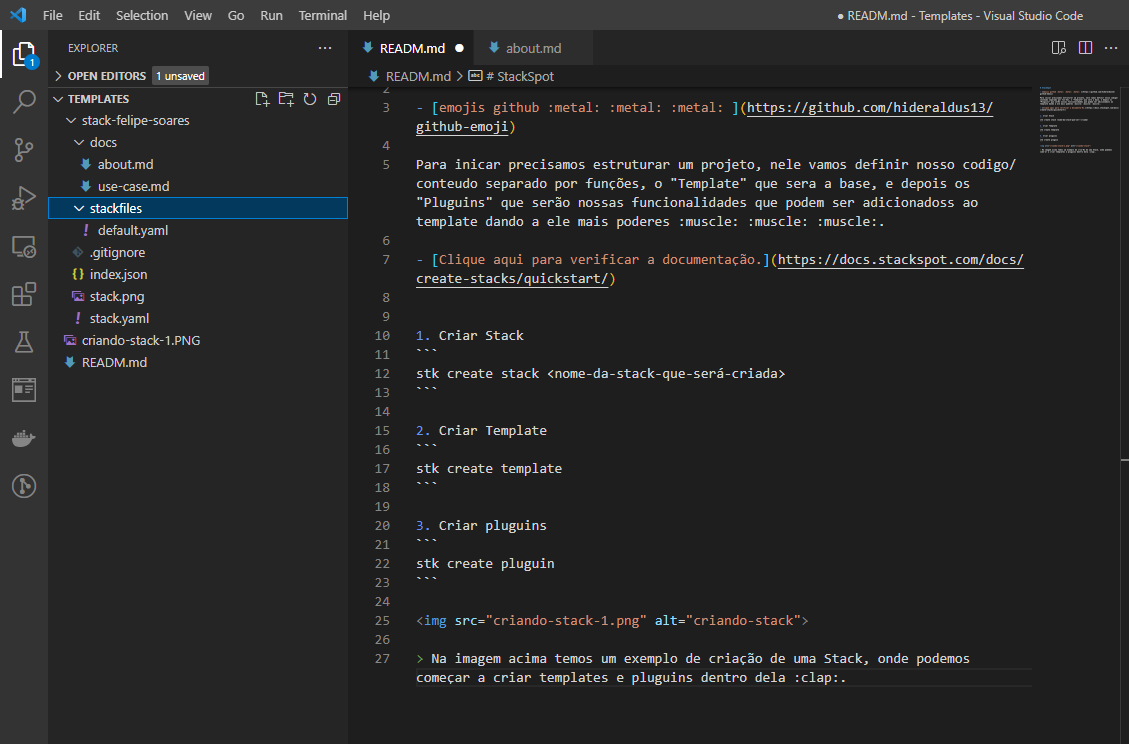 File Edit Selection View Go Run Terminal Help
● READM.md - Templates - Visual Studio Code
1
EXPLORER
OPEN EDITORS 1 unsaved
TEMPLATES
stack-felipe-soares
docs
about.md
use-case.md
stackfiles
! default.yaml
.gitignore
{} index.json
stack.png
! stack.yaml
criando-stack-1.PNG
READM.md
READM.md ● about.md
READM.md > # StackSpot
2
3 - [emojis github :metal: :metal: :metal: ](https://github.com/hideraldus13/
github-emoji)
4
5 Para inicar precisamos estruturar um projeto, nele vamos definir nosso codigo/
conteudo separado por funções, o "Template" que sera a base, e depois os
"Pluguins" que serão nossas funcionalidades que podem ser adicionadoss ao
template dando a ele mais poderes :muscle: :muscle: :muscle:.
6
7 - [Clique aqui para verificar a documentação.](https://docs.stackspot.com/docs/
create-stacks/quickstart/)
8
9
10 1. Criar Stack
11 ```
12 stk create stack <nome-da-stack-que-será-criada>
13 ```
14
15 2. Criar Template
16 ```
17 stk create template
18 ```
19
20 3. Criar pluguins
21 ```
22 stk create pluguin
23 ```
24
25 <img src="criando-stack-1.png" alt="criando-stack">
26
27 > Na imagem acima temos um exemplo de criação de uma Stack, onde podemos
começar a criar templates e pluguins dentro dela :clap:.